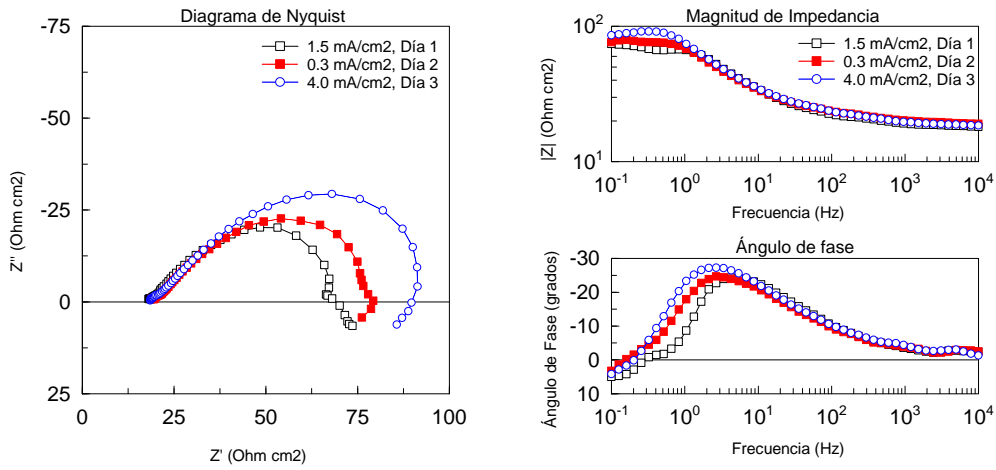 Diagrama de Nyquist
-75
-50
-25
0
25
Z'' (Ohm cm2)
1.5 mA/cm2, Día 1
0.3 mA/cm2, Día 2
4.0 mA/cm2, Día 3
0 25 50 75 100
Z' (Ohm cm2)
Magnitud de Impedancia
10²
10¹
|Z| (Ohm cm2)
1.5 mA/cm2, Día 1
0.3 mA/cm2, Día 2
4.0 mA/cm2, Día 3
10⁻¹ 10⁰ 10¹ 10² 10³ 10⁴
Frecuencia (Hz)
Ángulo de fase
-30
-20
-10
0
10
Ángulo de Fase (grados)
10⁻¹ 10⁰ 10¹ 10² 10³ 10⁴
Frecuencia (Hz)